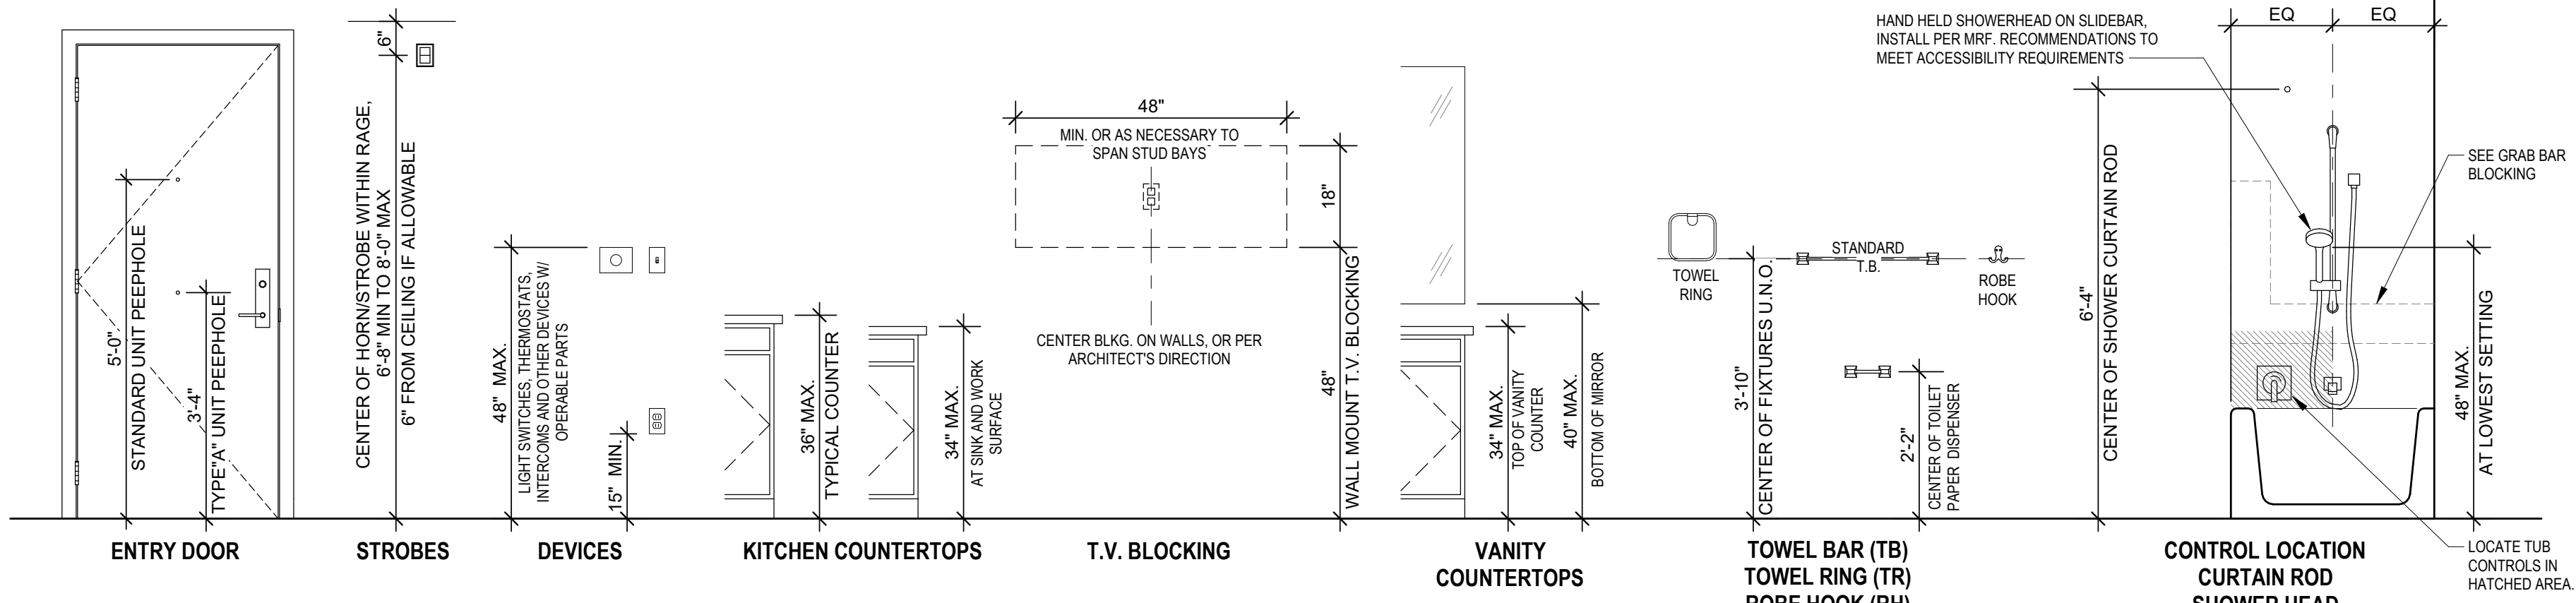 5'-0"
STANDARD UNIT PEEPHOLE
3'-4"
TYPE"A" UNIT PEEPHOLE
ENTRY DOOR
6"
CENTER OF HORN/STROBE WITHIN RAGE,
6'-8" MIN TO 8'-0" MAX
6" FROM CEILING IF ALLOWABLE
STROBES
48" MAX.
LIGHT SWITCHES, THERMOSTATS,
INTERCOMS AND OTHER DEVICES W/
OPERABLE PARTS
15" MIN.
DEVICES
36" MAX.
TYPICAL COUNTER
34" MAX.
AT SINK AND WORK
SURFACE
KITCHEN COUNTERTOPS
48"
MIN. OR AS NECESSARY TO
SPAN STUD BAYS
18"
CENTER BLKG. ON WALLS, OR PER
ARCHITECT'S DIRECTION
48"
WALL MOUNT T.V. BLOCKING
T.V. BLOCKING
34" MAX.
TOP OF VANITY
COUNTER
40" MAX.
BOTTOM OF MIRROR
VANITY
COUNTERTOPS
TOWEL
RING
3'-10"
CENTER OF FIXTURES U.N.O.
STANDARD
T.B.
ROBE
HOOK
2'-2"
CENTER OF TOILET
PAPER DISPENSER
TOWEL BAR (TB)
TOWEL RING (TR)
ROBE HOOK (RH)
HAND HELD SHOWERHEAD ON SLIDEBAR,
INSTALL PER MRF. RECOMMENDATIONS TO
MEET ACCESSIBILITY REQUIREMENTS
EQ
EQ
6'-4"
CENTER OF SHOWER CURTAIN ROD
SEE GRAB BAR
BLOCKING
48" MAX.
AT LOWEST SETTING
LOCATE TUB
CONTROLS IN
HATCHED AREA.
CONTROL LOCATION
CURTAIN ROD
SHOWER HEAD